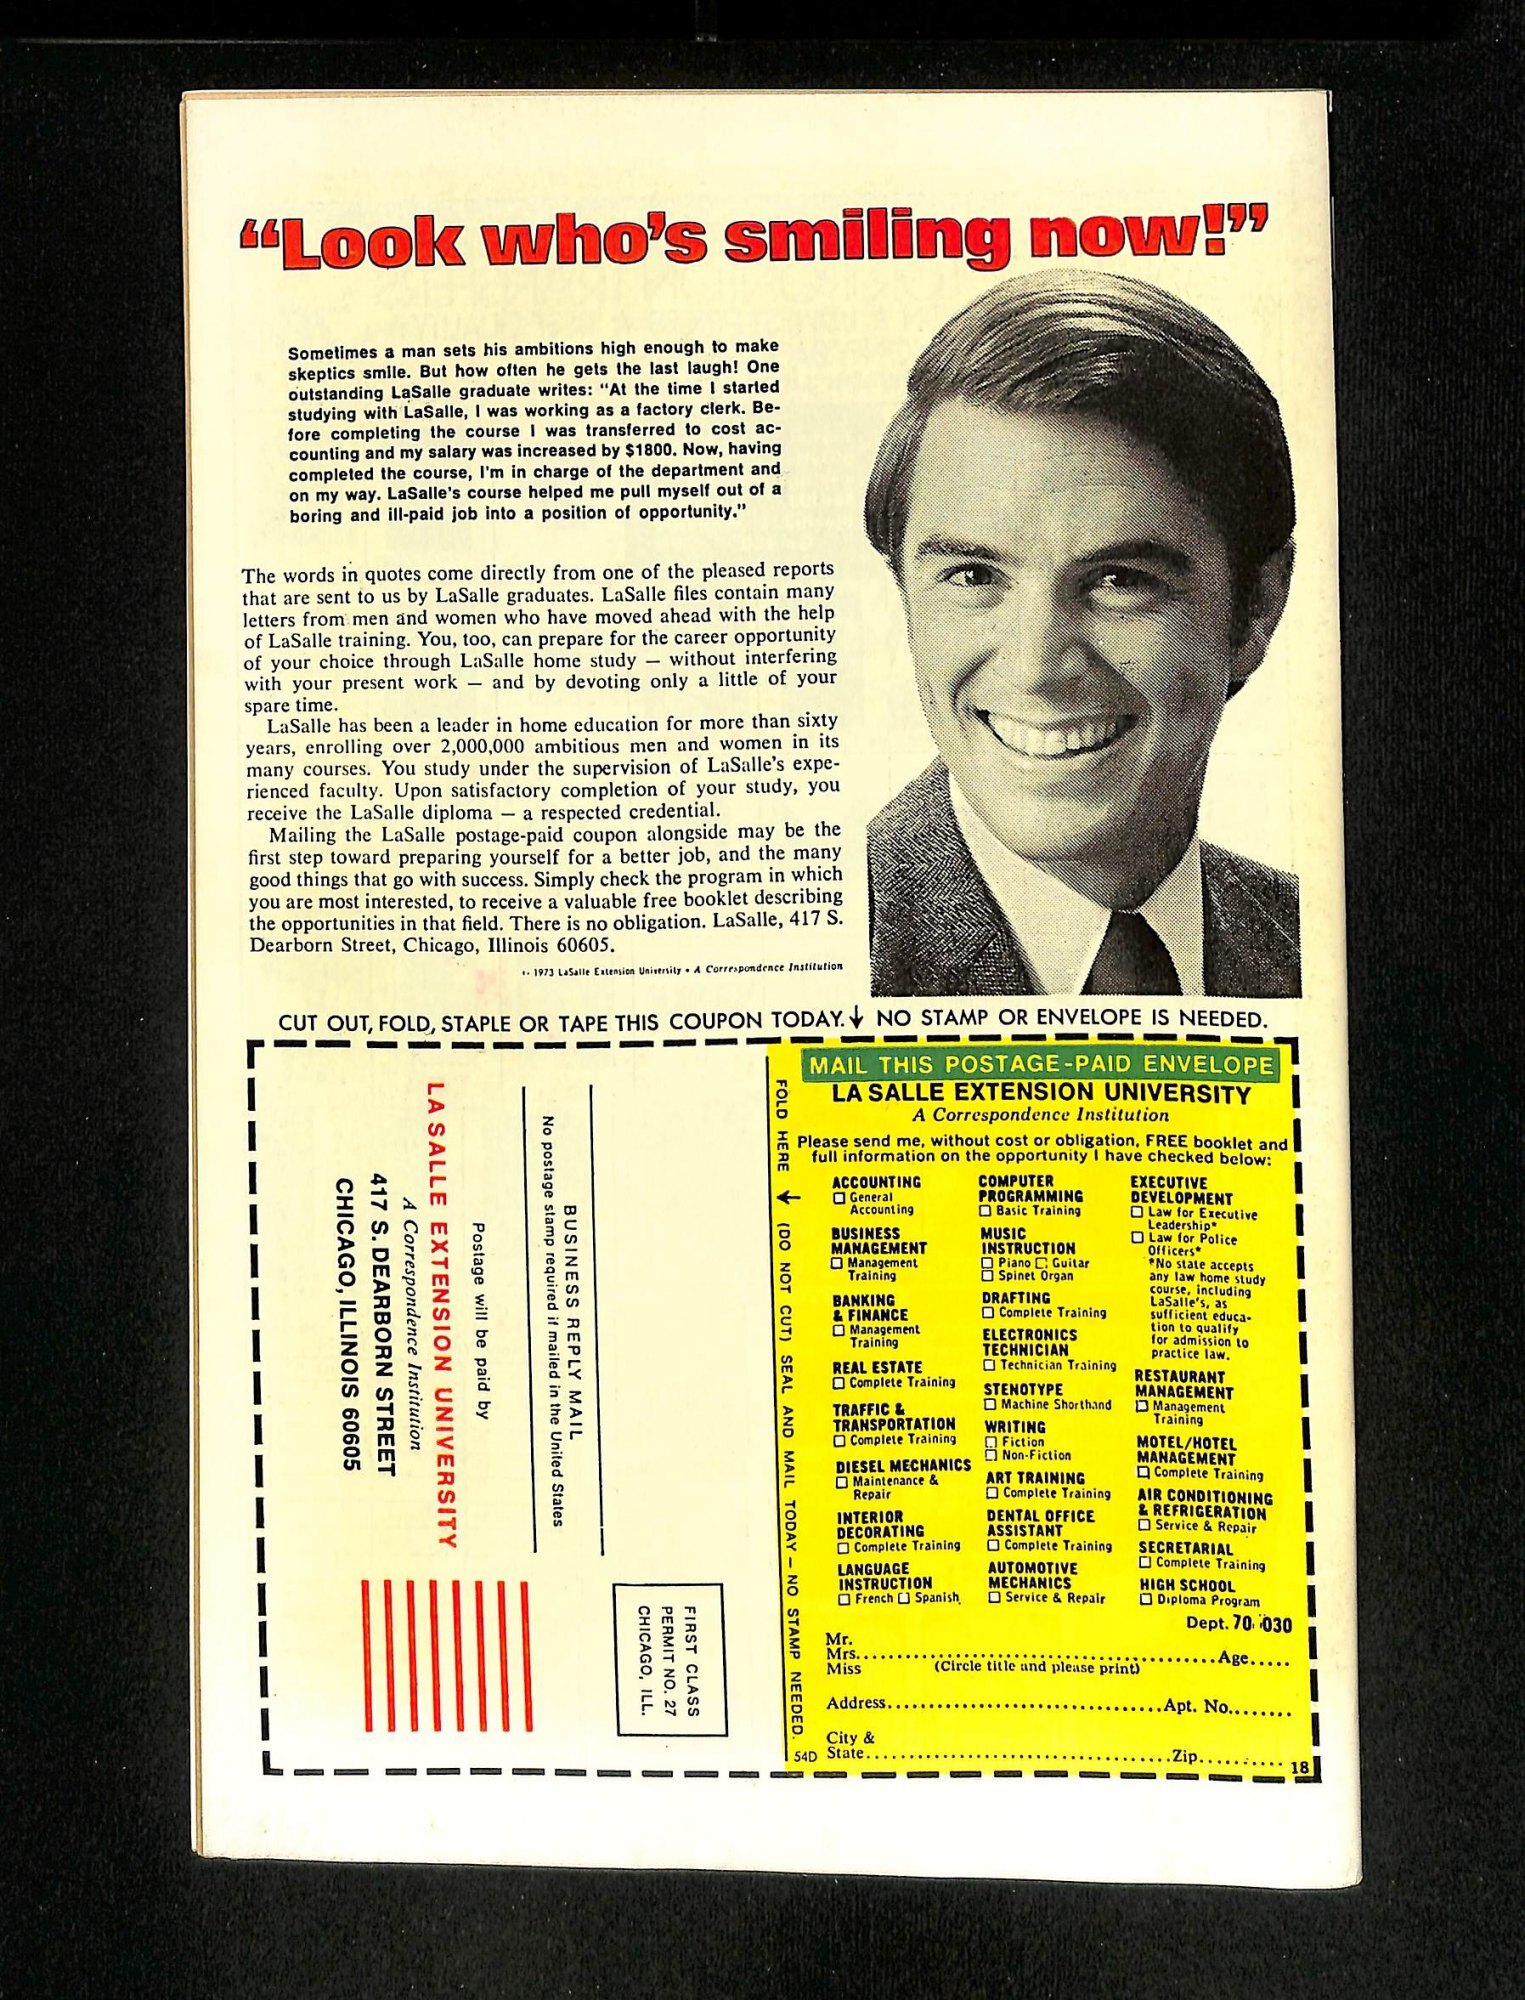 “Look who’s smiling now!”
Sometimes a man sets his ambitions high enough to make
skeptics smile. But how often he gets the last laugh! One
outstanding LaSalle graduate writes: “At the time I started
studying with LaSalle, I was working as a factory clerk. Be-
fore completing the course I was transferred to cost ac-
counting and my salary was increased by $1800. Now, having
completed the course, I’m in charge of the department and
on my way. LaSalle’s course helped me pull myself out of a
boring and ill-paid job into a position of opportunity.”
The words in quotes come directly from one of the pleased reports
that are sent to us by LaSalle graduates. LaSalle files contain many
letters from men and women who have moved ahead with the help
of LaSalle training. You, too, can prepare for the career opportunity
of your choice through LaSalle home study — without interfering
with your present work — and by devoting only a little of your
spare time.
LaSalle has been a leader in home education for more than sixty
years, enrolling over 2,000,000 ambitious men and women in its
many courses. You study under the supervision of LaSalle’s expe-
rienced faculty. Upon satisfactory completion of your study, you
receive the LaSalle diploma — a respected credential.
Mailing the LaSalle postage-paid coupon alongside may be the
first step toward preparing yourself for a better job, and the many
good things that go with success. Simply check the program in which
you are most interested, to receive a valuable free booklet describing
the opportunities in that field. There is no obligation. LaSalle, 417 S.
Dearborn Street, Chicago, Illinois 60605.
1973 LaSalle Extension University • A Correspondence Institution
CUT OUT, FOLD, STAPLE OR TAPE THIS COUPON TODAY. ↓ NO STAMP OR ENVELOPE IS NEEDED.
FIRST CLASS
PERMIT NO. 27
CHICAGO, ILL.
BUSINESS REPLY MAIL
No postage stamp required if mailed in the United States
Postage will be paid by
LA SALLE EXTENSION UNIVERSITY
A Correspondence Institution
417 S. DEARBORN STREET
CHICAGO, ILLINOIS 60605
FOLD HERE → (DO NOT CUT) SEAL AND MAIL TODAY — NO STAMP NEEDED.
MAIL THIS POSTAGE-PAID ENVELOPE
LA SALLE EXTENSION UNIVERSITY
A Correspondence Institution
Please send me, without cost or obligation, FREE booklet and
full information on the opportunity I have checked below:
ACCOUNTING
☐ General
Accounting
BUSINESS
MANAGEMENT
☐ Management
Training
BANKING
& FINANCE
☐ Management
Training
REAL ESTATE
☐ Complete Training
TRAFFIC &
TRANSPORTATION
☐ Complete Training
DIESEL MECHANICS
☐ Maintenance &
Repair
INTERIOR
DECORATING
☐ Complete Training
LANGUAGE
INSTRUCTION
☐ French ☐ Spanish
COMPUTER
PROGRAMMING
☐ Basic Training
MUSIC
INSTRUCTION
☐ Piano ☐ Guitar
☐ Spinet Organ
DRAFTING
☐ Complete Training
ELECTRONICS
TECHNICIAN
☐ Technician Training
STENOTYPE
☐ Machine Shorthand
WRITING
☐ Fiction
☐ Non-Fiction
ART TRAINING
☐ Complete Training
DENTAL OFFICE
ASSISTANT
☐ Complete Training
AUTOMOTIVE
MECHANICS
☐ Service & Repair
EXECUTIVE
DEVELOPMENT
☐ Law for Executive
Leadership*
☐ Law for Police
Officers*
*No state accepts
any law home study
course, including
LaSalle’s, as
sufficient educa-
tion to qualify
for admission to
practice law.
RESTAURANT
MANAGEMENT
☐ Management
Training
MOTEL/HOTEL
MANAGEMENT
☐ Complete Training
AIR CONDITIONING
& REFRIGERATION
☐ Service & Repair
SECRETARIAL
☐ Complete Training
HIGH SCHOOL
☐ Diploma Program
Dept. 70-030
Mr.
Mrs. Age
Miss (Circle title and please print)
Address Apt. No.
City &
State Zip
54D
18